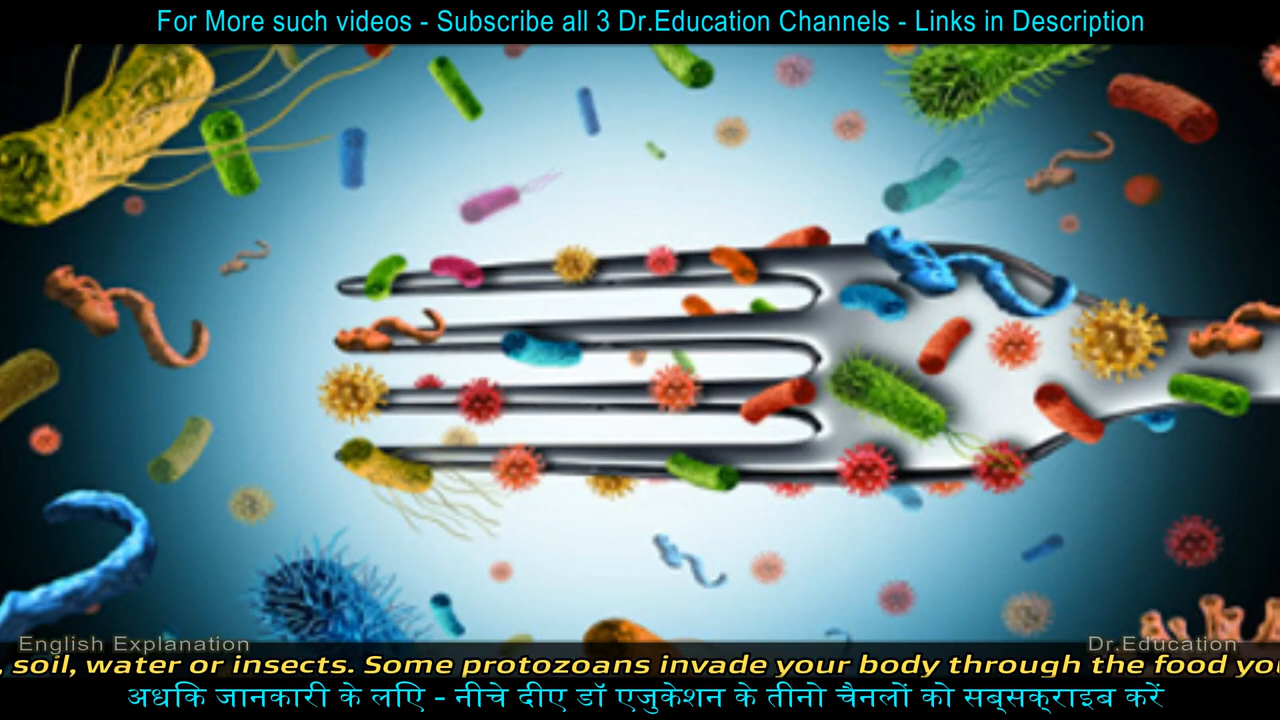 For More such videos - Subscribe all 3 Dr.Education Channels - Links in Description
English Explanation
Dr.Education
, soil, water or insects. Some protozoans invade your body through the food you
अधकि जानकारी के लएि - नीचे दीए डॉ एजुकेशन के तीनो चैनलों को सब्सक्राइब करें